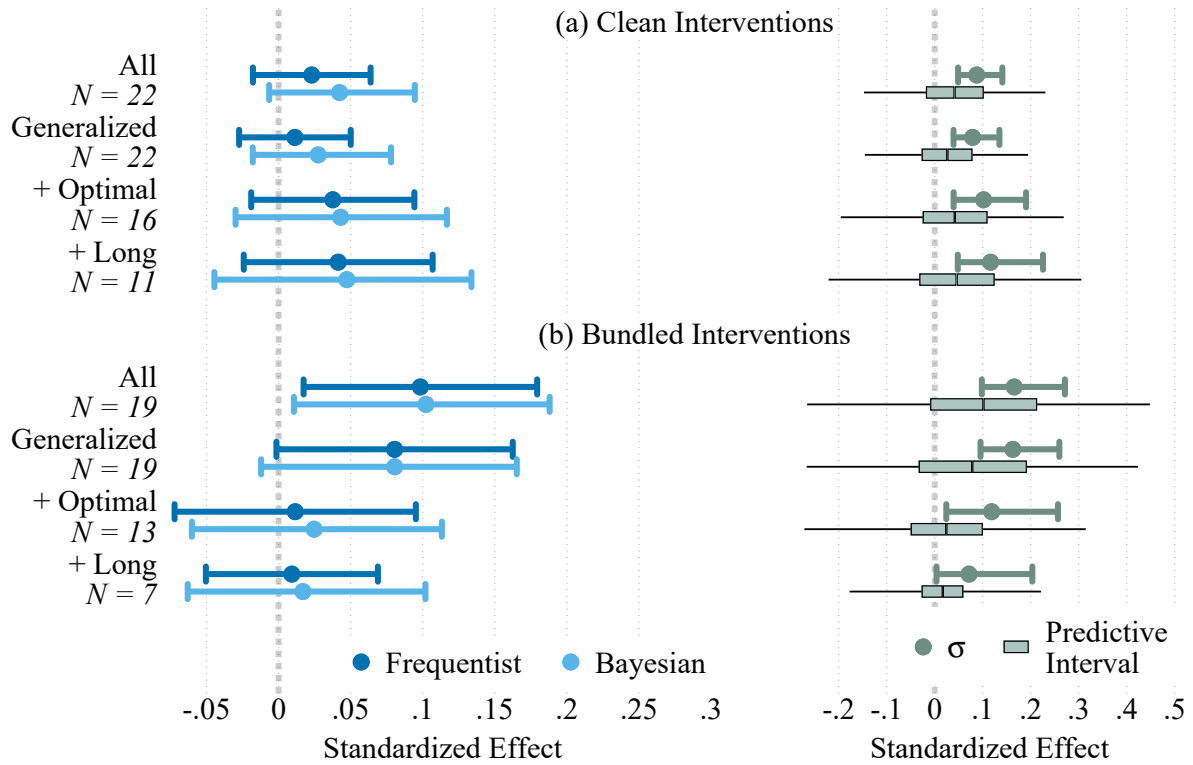 (a) Clean Interventions
All
N = 22
Generalized
N = 22
+ Optimal
N = 16
+ Long
N = 11
(b) Bundled Interventions
All
N = 19
Generalized
N = 19
+ Optimal
N = 13
+ Long
N = 7
Frequentist Bayesian
σ Predictive
Interval
-.05 0 .05 .1 .15 .2 .25 .3
Standardized Effect
-.2 -.1 0 .1 .2 .3 .4 .5
Standardized Effect